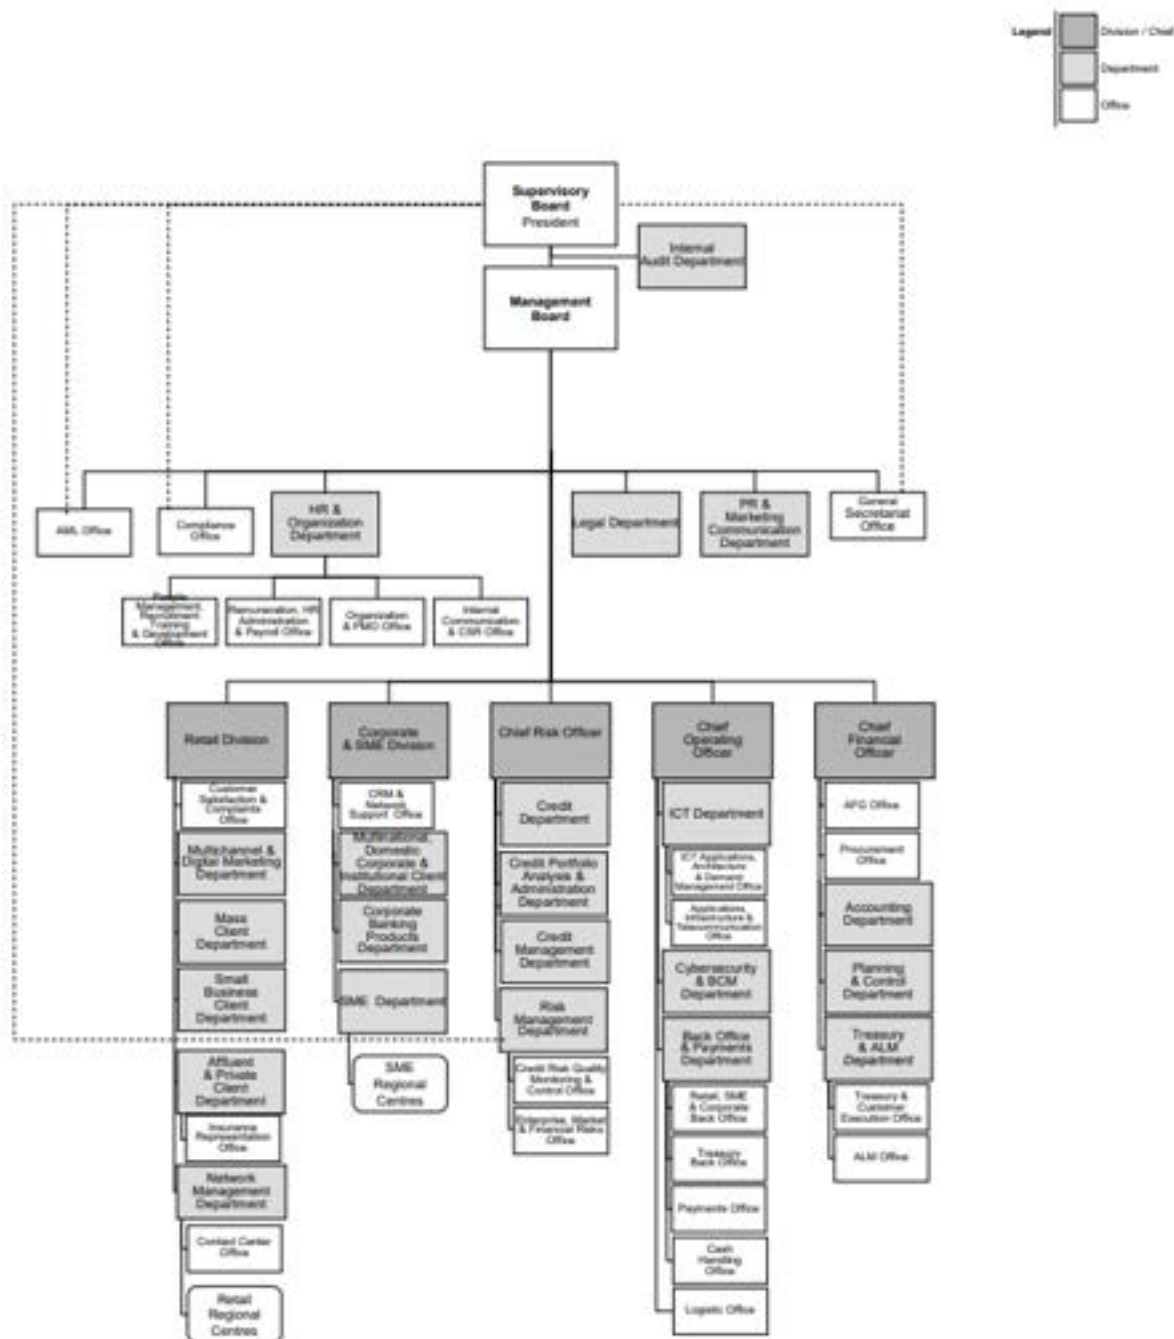 Legend
Division / Chief
Department
Office
Supervisory
Board
President
Internal
Audit Department
Management
Board
AML Office
Compliance
Office
HR &
Organization
Department
Legal Department
PR &
Marketing
Communication
Department
General
Secretariat
Office
Management,
Recruitment,
Training
& Development
Office
Remuneration, HR
Administration
& Payroll Office
Organization
& PMO Office
Internal
Communication
& CSR Office
Retail Division
Corporate
& SME Division
Chief Risk Officer
Chief
Operating
Officer
Chief
Financial
Officer
Customer
Satisfaction &
Complaints
Office
Multichannel &
Digital Marketing
Department
Mass
Client
Department
Small
Business
Client
Department
Affluent
& Private
Client
Department
Insurance
Representation
Office
Network
Management
Department
Contact Center
Office
Retail
Regional
Centres
CRM &
Network
Support Office
Multinational,
Domestic
Corporate &
Institutional Client
Department
Corporate
Banking
Products
Department
SME Department
SME
Regional
Centres
Credit
Department
Credit Portfolio
Analysis &
Administration
Department
Credit
Management
Department
Risk
Management
Department
Credit Risk Quality
Monitoring &
Control Office
Enterprise, Market
& Financial Risks
Office
ICT Department
ICT Applications,
Architecture
& Demand
Management Office
Applications,
Infrastructure &
Telecommunication
Office
Cybersecurity
& BCM
Department
Back Office
& Payments
Department
Retail, SME
& Corporate
Back Office
Treasury
Back Office
Payments Office
Cash
Handling
Office
Logistic Office
Procurement
Office
Accounting
Department
Planning
& Control
Department
Treasury
& ALM
Department
Treasury &
Customer
Execution Office
ALM Office